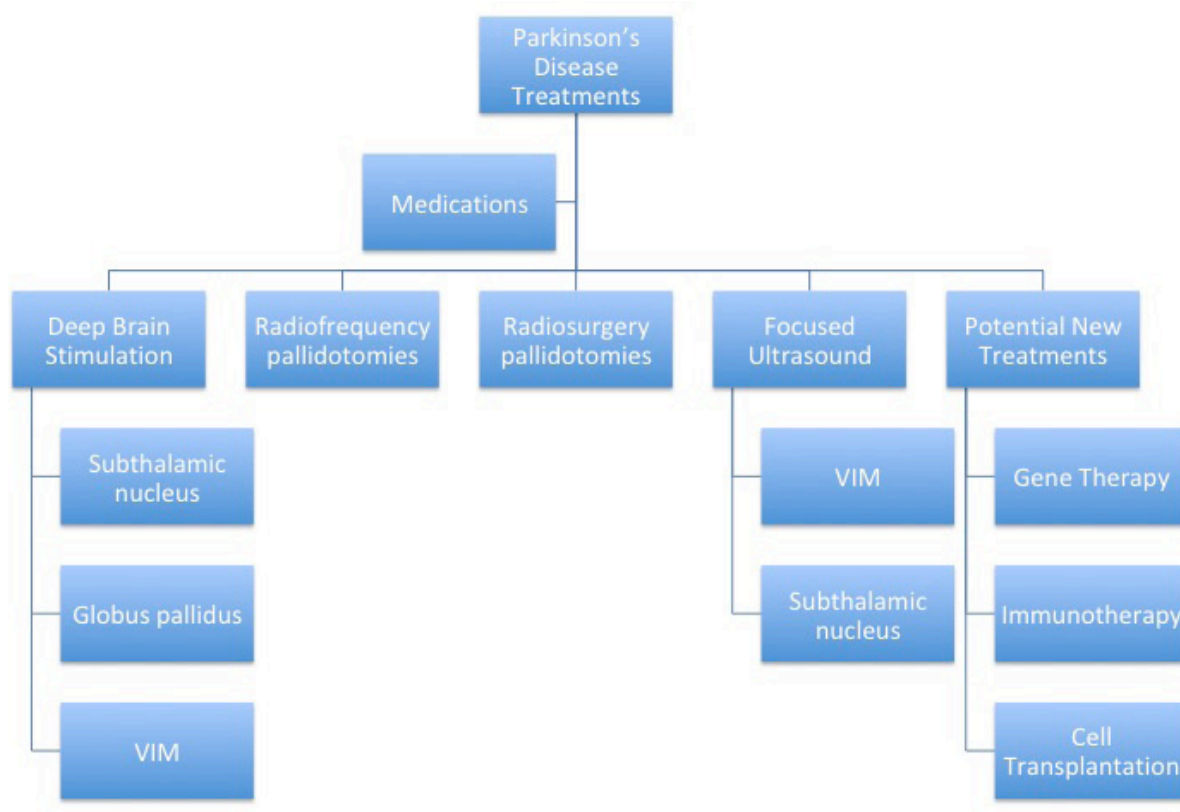 Parkinson's
Disease
Treatments
Medications
Deep Brain
Stimulation
Radiofrequency
pallidotomies
Radiosurgery
pallidotomies
Focused
Ultrasound
Potential New
Treatments
Subthalamic
nucleus
Globus pallidus
VIM
VIM
Subthalamic
nucleus
Gene Therapy
Immunotherapy
Cell
Transplantation